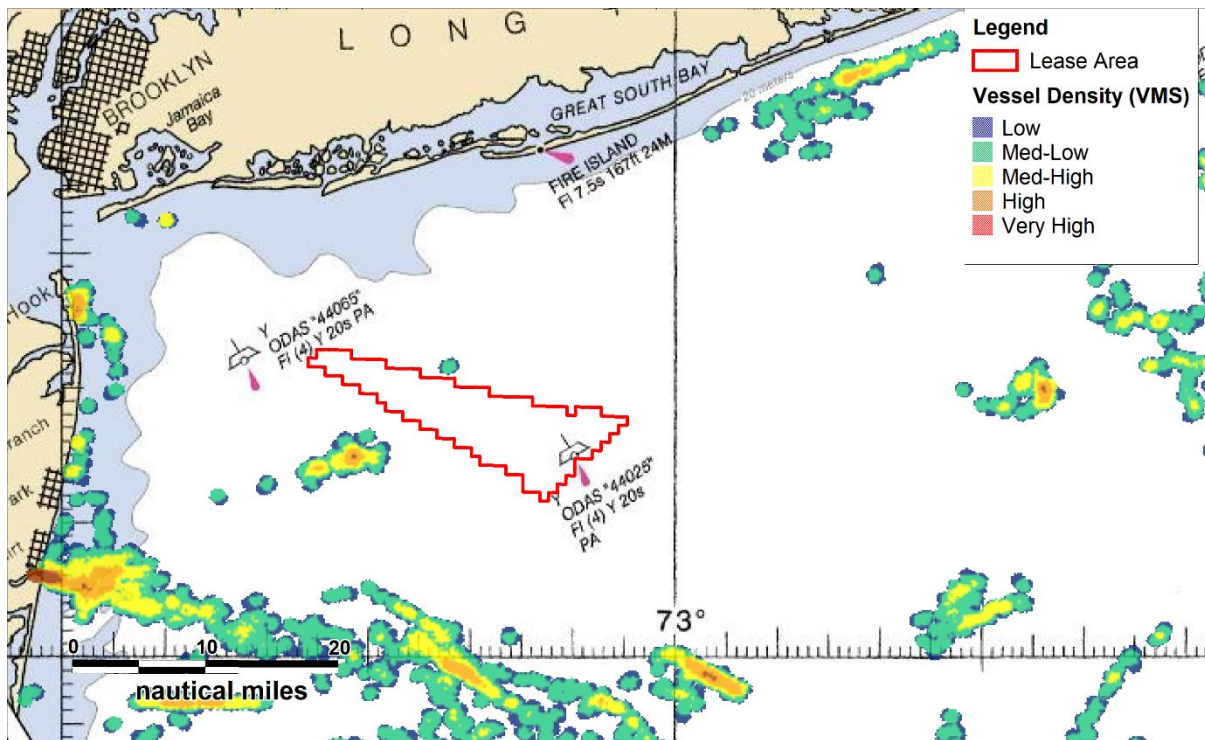 LONG
BROOKLYN
Jamaica
Bay
GREAT SOUTH BAY
20 meters
FIRE ISLAND
Fl 7.5s 167ft 24M
Hook
Y
ODAS "44065"
Fl (4) Y 20s PA
ranch
ark
irt
Y
ODAS "44025"
Fl (4) Y 20s
PA
73°
0 10 20
nautical miles
Legend
Lease Area
Vessel Density (VMS)
Low
Med-Low
Med-High
High
Very High